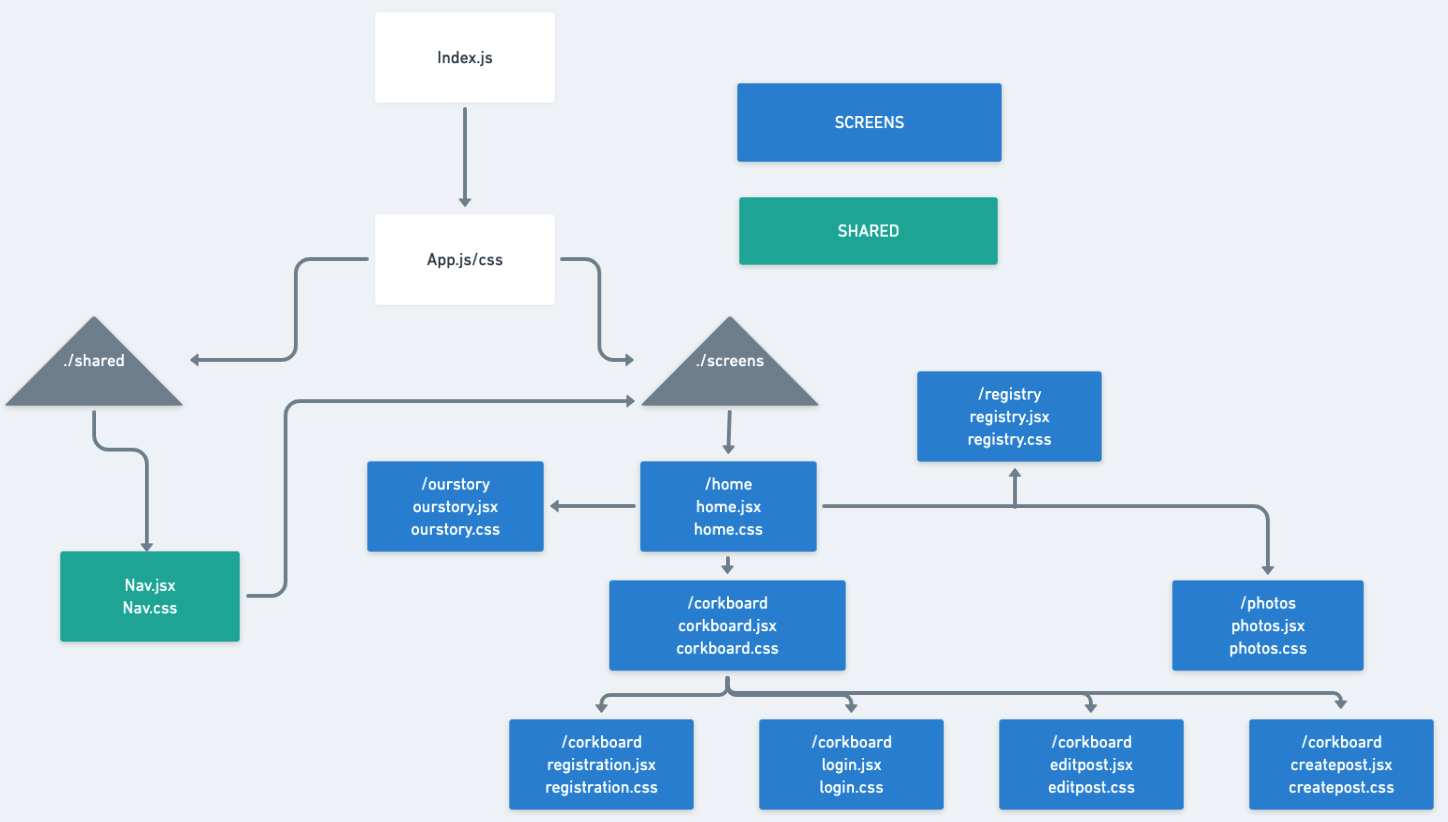 Index.js
SCREENS
SHARED
App.js/css
./shared
./screens
/registry
registry.jsx
registry.css
/ourstory
ourstory.jsx
ourstory.css
/home
home.jsx
home.css
Nav.jsx
Nav.css
/corkboard
corkboard.jsx
corkboard.css
/photos
photos.jsx
photos.css
/corkboard
registration.jsx
registration.css
/corkboard
login.jsx
login.css
/corkboard
editpost.jsx
editpost.css
/corkboard
createpost.jsx
createpost.css